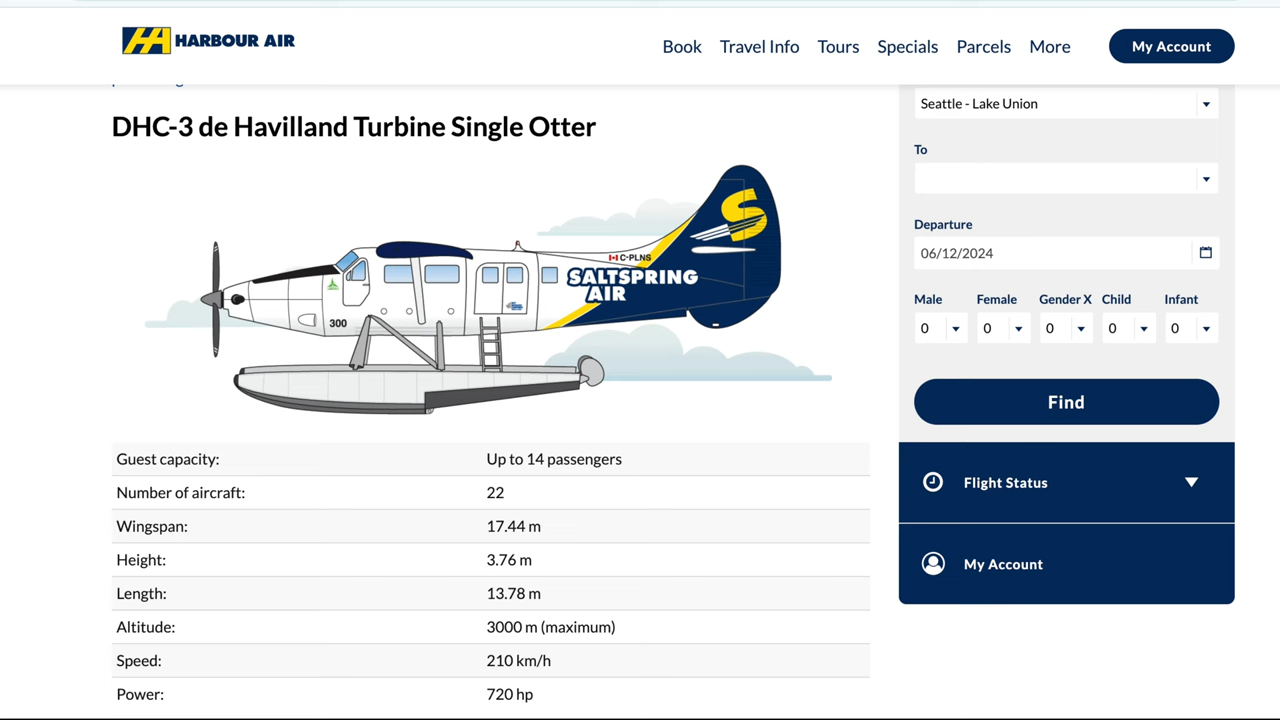 HARBOUR AIR
Book Travel Info Tours Specials Parcels More My Account
DHC-3 de Havilland Turbine Single Otter
C-PLNS
SALTSPRING
AIR
S
300
Guest capacity: Up to 14 passengers
Number of aircraft: 22
Wingspan: 17.44 m
Height: 3.76 m
Length: 13.78 m
Altitude: 3000 m (maximum)
Speed: 210 km/h
Power: 720 hp
Seattle - Lake Union
To
Departure
06/12/2024
Male Female Gender X Child Infant
0 0 0 0 0
Find
Flight Status
My Account